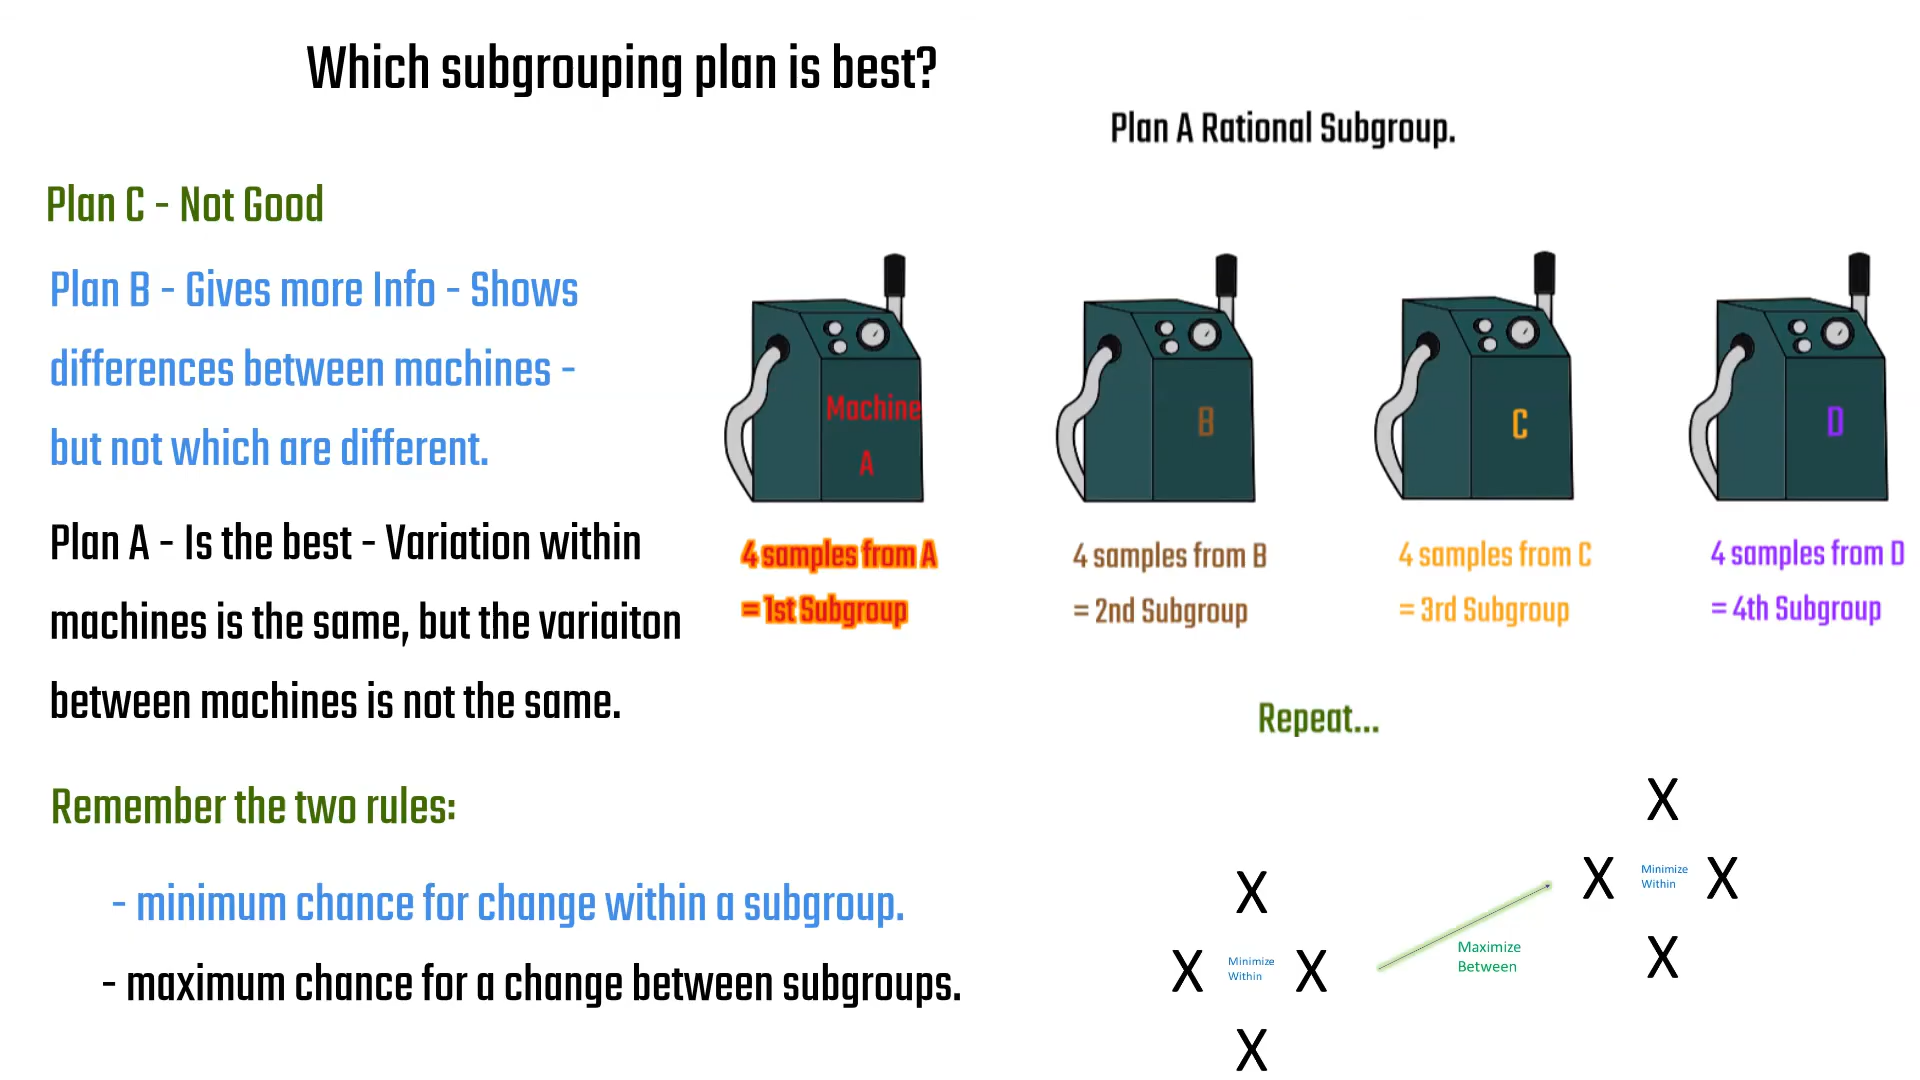 Which subgrouping plan is best?
Plan A Rational Subgroup.
Plan C - Not Good
Plan B - Gives more Info - Shows
differences between machines -
but not which are different.
Plan A - Is the best - Variation within
machines is the same, but the variaiton
between machines is not the same.
Remember the two rules:
- minimum chance for change within a subgroup.
- maximum chance for a change between subgroups.
Machine
A
B
C
D
4 samples from A
= 1st Subgroup
4 samples from B
= 2nd Subgroup
4 samples from C
= 3rd Subgroup
4 samples from D
= 4th Subgroup
Repeat...
X
X Minimize X
Within
X
Maximize
Between
X
X Minimize X
Within
X